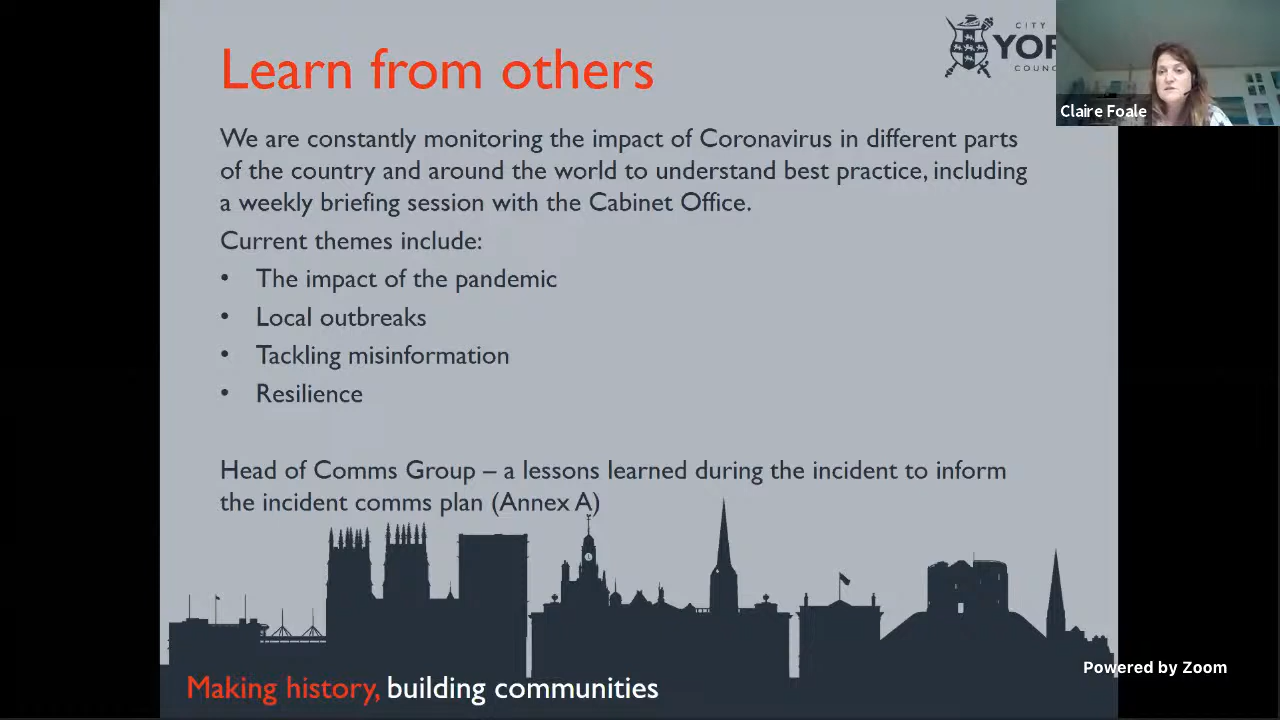 Learn from others
CITY
YOR
COUNC
Claire Foale
We are constantly monitoring the impact of Coronavirus in different parts
of the country and around the world to understand best practice, including
a weekly briefing session with the Cabinet Office.
Current themes include:
• The impact of the pandemic
• Local outbreaks
• Tackling misinformation
• Resilience
Head of Comms Group – a lessons learned during the incident to inform
the incident comms plan (Annex A)
Powered by Zoom
Making history, building communities